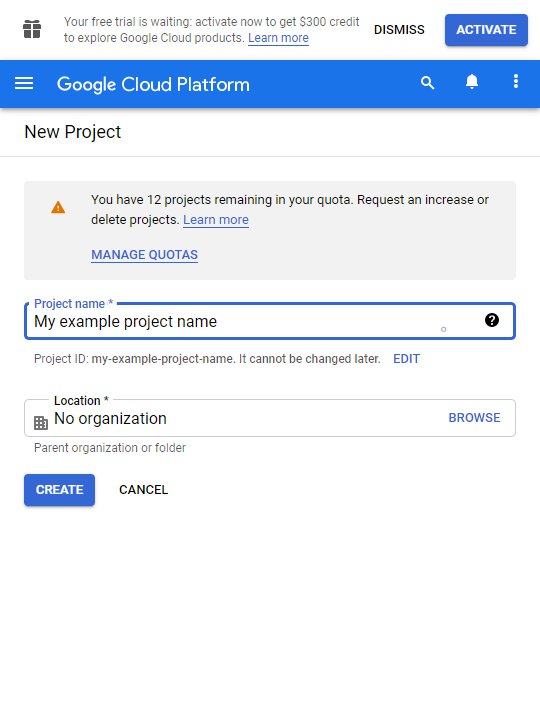 Your free trial is waiting: activate now to get $300 credit
to explore Google Cloud products. Learn more
DISMISS
ACTIVATE
Google Cloud Platform
New Project
You have 12 projects remaining in your quota. Request an increase or
delete projects. Learn more
MANAGE QUOTAS
Project name *
My example project name
Project ID: my-example-project-name. It cannot be changed later. EDIT
Location *
No organization
BROWSE
Parent organization or folder
CREATE
CANCEL